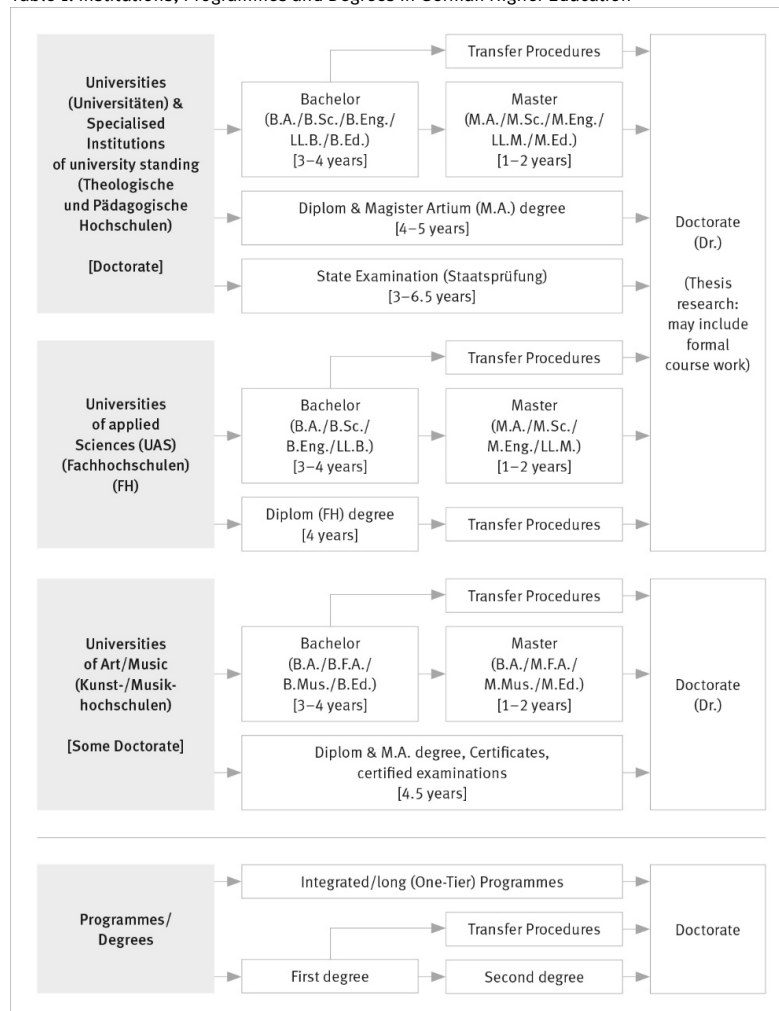 Table 1: Institutions, Programmes and Degrees in German Higher Education
Universities
(Universitäten) &
Specialised
Institutions
of university standing
(Theologische
und Pädagogische
Hochschulen)
[Doctorate]
Transfer Procedures
Bachelor
(B.A./B.Sc./B.Eng./
LL.B./B.Ed.)
[3–4 years]
Master
(M.A./M.Sc./M.Eng./
LL.M./M.Ed.)
[1–2 years]
Diplom & Magister Artium (M.A.) degree
[4–5 years]
State Examination (Staatsprüfung)
[3–6.5 years]
Doctorate
(Dr.)
(Thesis
research:
may include
formal
course work)
Universities
of applied
Sciences (UAS)
(Fachhochschulen)
(FH)
Transfer Procedures
Bachelor
(B.A./B.Sc./
B.Eng./LL.B.)
[3–4 years]
Master
(M.A./M.Sc./
M.Eng./LL.M.)
[1–2 years]
Diplom (FH) degree
[4 years]
Transfer Procedures
Universities
of Art/Music
(Kunst-/Musik-
hochschulen)
[Some Doctorate]
Transfer Procedures
Bachelor
(B.A./B.F.A./
B.Mus./B.Ed.)
[3–4 years]
Master
(B.A./M.F.A./
M.Mus./M.Ed.)
[1–2 years]
Diplom & M.A. degree, Certificates,
certified examinations
[4.5 years]
Doctorate
(Dr.)
Programmes/
Degrees
Integrated/long (One-Tier) Programmes
Transfer Procedures
First degree
Second degree
Doctorate